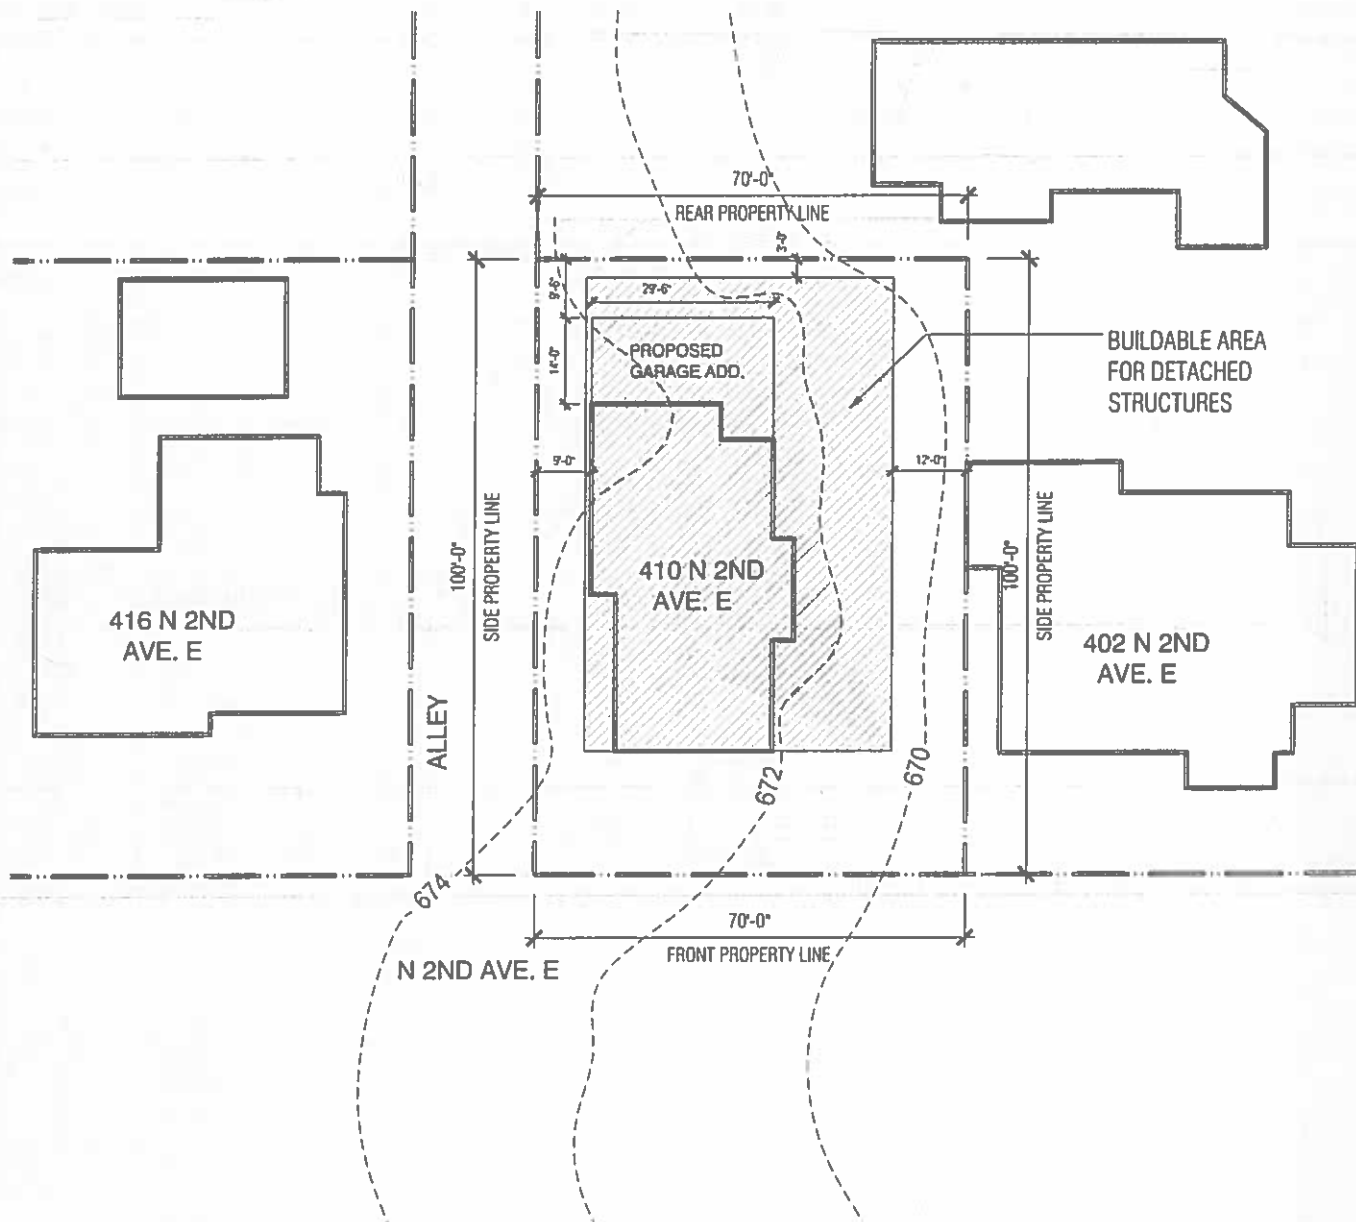 70'-0"
REAR PROPERTY LINE
3'-0"
9'-6"
29'-6"
PROPOSED
GARAGE ADD.
14'-0"
BUILDABLE AREA
FOR DETACHED
STRUCTURES
9'-0"
12'-0"
100'-0"
SIDE PROPERTY LINE
410 N 2ND
AVE. E
100'-0"
SIDE PROPERTY LINE
416 N 2ND
AVE. E
402 N 2ND
AVE. E
ALLEY
672
670
674
70'-0"
FRONT PROPERTY LINE
N 2ND AVE. E